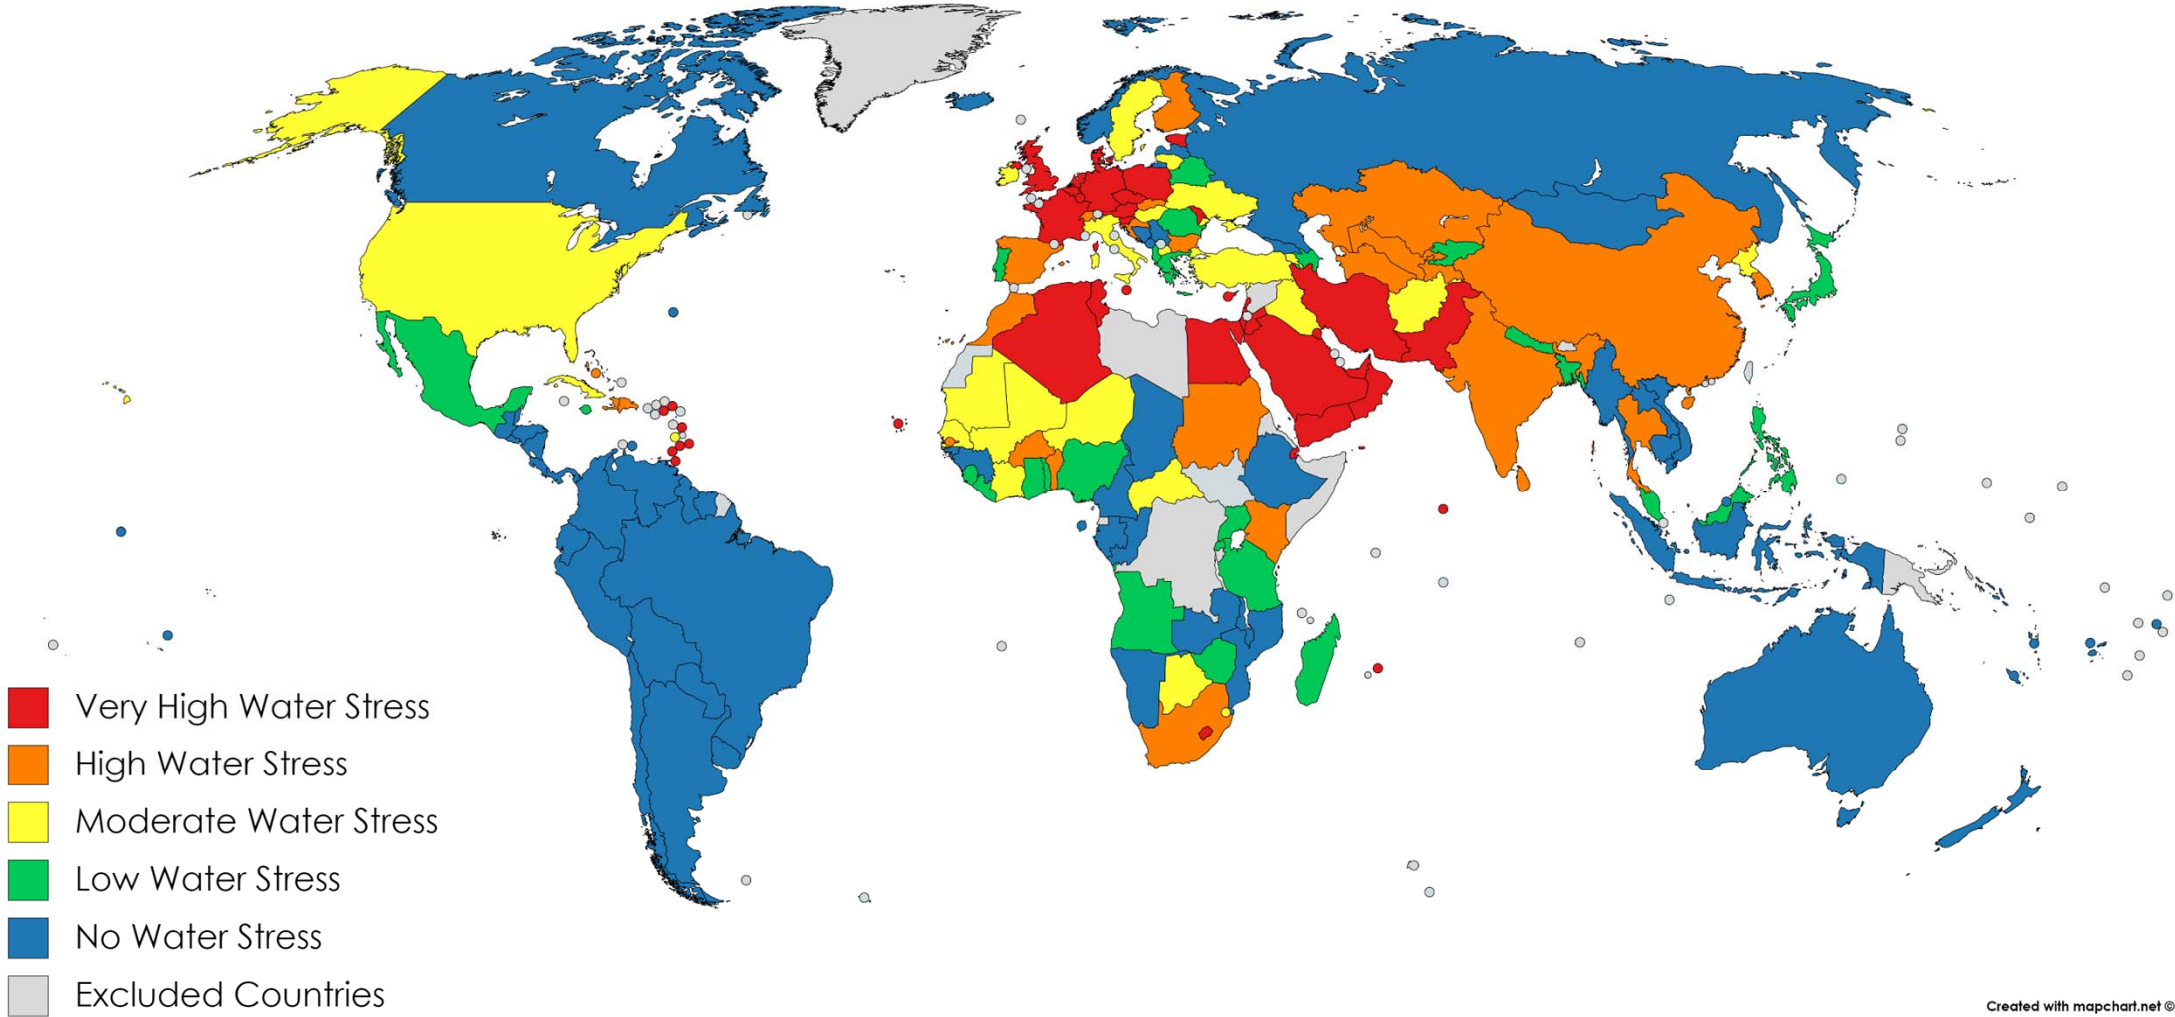 Very High Water Stress
High Water Stress
Moderate Water Stress
Low Water Stress
No Water Stress
Excluded Countries
Created with mapchart.net ©